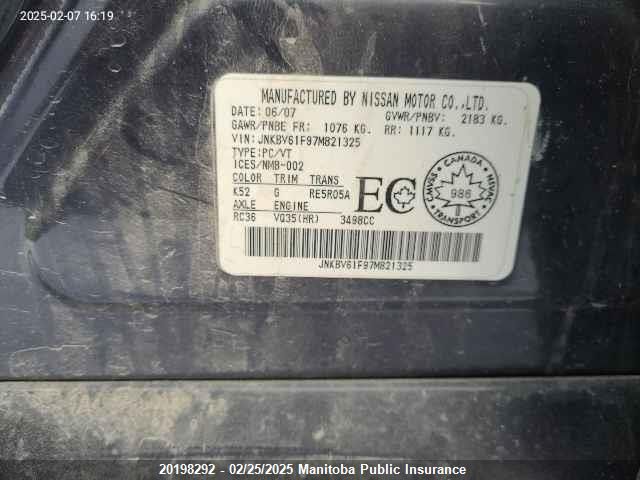 2025-02-07 16:19
MANUFACTURED BY NISSAN MOTOR CO.,LTD.
DATE: 06/07 GVWR/PNBV: 2183 KG.
GAWR/PNBE FR: 1076 KG. RR: 1117 KG.
VIN: JNKBV61F97M821325
TYPE: PC/VT
ICES/NMB-002
COLOR TRIM TRANS
K52 G RE5R05A
AXLE ENGINE
RC36 VQ35(HR) 3498CC
EC
CANADA
CMVSS 986 NSVAC
JNKBV61F97M821325
20198292 - 02/25/2025 Manitoba Public Insurance